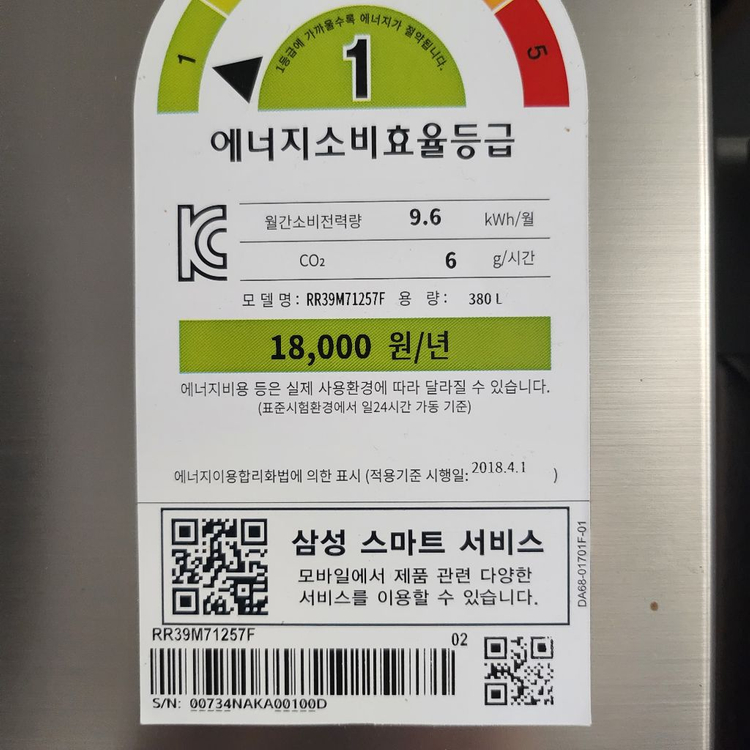 1등급에 가까울수록 에너지가 절약됩니다.
1
1
5
에너지소비효율등급
월간소비전력량 9.6 kWh/월
CO₂ 6 g/시간
모델명: RR39M71257F 용 량: 380 L
18,000 원/년
에너지비용 등은 실제 사용환경에 따라 달라질 수 있습니다.
(표준시험환경에서 일24시간 가동 기준)
에너지이용합리화법에 의한 표시 (적용기준 시행일: 2018.4.1 )
삼성 스마트 서비스
모바일에서 제품 관련 다양한
서비스를 이용할 수 있습니다.
DA68-01701F-01
RR39M71257F 02
S/N: 00734NAKA00100D